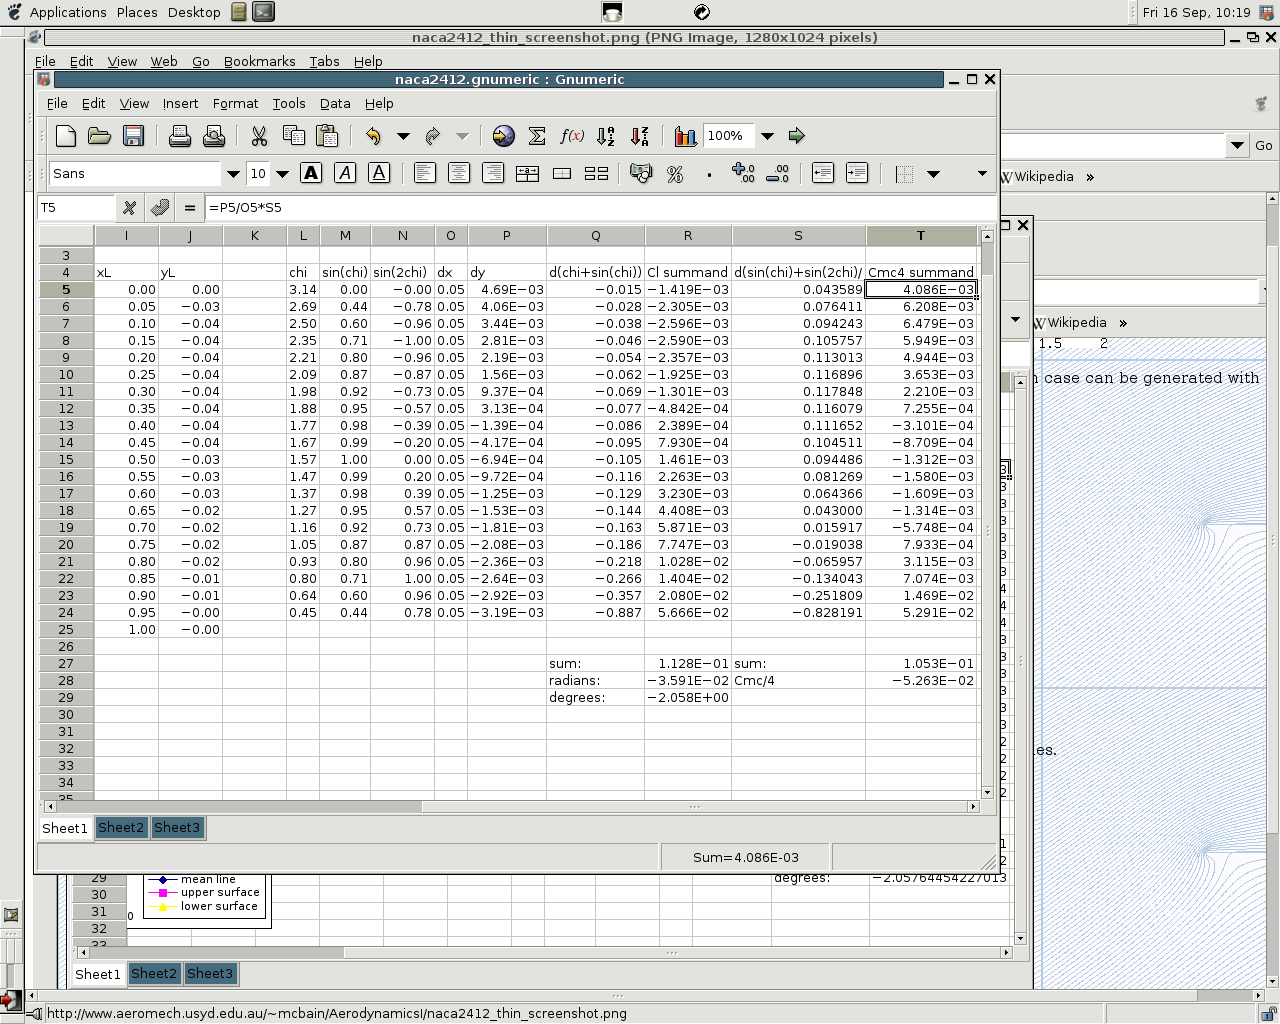 Applications Places Desktop Fri 16 Sep, 10:19
naca2412_thin_screenshot.png (PNG Image, 1280x1024 pixels)
File Edit View Web Go Bookmarks Tabs Help
naca2412.gnumeric : Gnumeric
File Edit View Insert Format Tools Data Help
100%
Go
Sans 10 A A A
Wikipedia »
T5 =P5/O5*S5
I J K L M N O P Q R S T
3
4 xL yL chi sin(chi) sin(2chi) dx dy d(chi+sin(chi)) Cl summand d(sin(chi)+sin(2chi)/ Cmc4 summand
5 0.00 0.00 3.14 0.00 −0.00 0.05 4.69E−03 −0.015 −1.419E−03 0.043589 4.086E−03
6 0.05 −0.03 2.69 0.44 −0.78 0.05 4.06E−03 −0.028 −2.305E−03 0.076411 6.208E−03
7 0.10 −0.04 2.50 0.60 −0.96 0.05 3.44E−03 −0.038 −2.596E−03 0.094243 6.479E−03
Wikipedia »
8 0.15 −0.04 2.35 0.71 −1.00 0.05 2.81E−03 −0.046 −2.590E−03 0.105757 5.949E−03
1.5 2
9 0.20 −0.04 2.21 0.80 −0.96 0.05 2.19E−03 −0.054 −2.357E−03 0.113013 4.944E−03
10 0.25 −0.04 2.09 0.87 −0.87 0.05 1.56E−03 −0.062 −1.925E−03 0.116896 3.653E−03
case can be generated with
11 0.30 −0.04 1.98 0.92 −0.73 0.05 9.37E−04 −0.069 −1.301E−03 0.117848 2.210E−03
12 0.35 −0.04 1.88 0.95 −0.57 0.05 3.13E−04 −0.077 −4.842E−04 0.116079 7.255E−04
13 0.40 −0.04 1.77 0.98 −0.39 0.05 −1.39E−04 −0.086 2.389E−04 0.111652 −3.101E−04
14 0.45 −0.04 1.67 0.99 −0.20 0.05 −4.17E−04 −0.095 7.930E−04 0.104511 −8.709E−04
15 0.50 −0.03 1.57 1.00 0.00 0.05 −6.94E−04 −0.105 1.461E−03 0.094486 −1.312E−03
16 0.55 −0.03 1.47 0.99 0.20 0.05 −9.72E−04 −0.116 2.263E−03 0.081269 −1.580E−03
17 0.60 −0.03 1.37 0.98 0.39 0.05 −1.25E−03 −0.129 3.230E−03 0.064366 −1.609E−03
18 0.65 −0.02 1.27 0.95 0.57 0.05 −1.53E−03 −0.144 4.408E−03 0.043000 −1.314E−03
19 0.70 −0.02 1.16 0.92 0.73 0.05 −1.81E−03 −0.163 5.871E−03 0.015917 −5.748E−04
20 0.75 −0.02 1.05 0.87 0.87 0.05 −2.08E−03 −0.186 7.747E−03 −0.019038 7.933E−04
21 0.80 −0.02 0.93 0.80 0.96 0.05 −2.36E−03 −0.218 1.028E−02 −0.065957 3.115E−03
22 0.85 −0.01 0.80 0.71 1.00 0.05 −2.64E−03 −0.266 1.404E−02 −0.134043 7.074E−03
23 0.90 −0.01 0.64 0.60 0.96 0.05 −2.92E−03 −0.357 2.080E−02 −0.251809 1.469E−02
24 0.95 −0.00 0.45 0.44 0.78 0.05 −3.19E−03 −0.887 5.666E−02 −0.828191 5.291E−02
25 1.00 −0.00
26
27 sum: 1.128E−01 sum: 1.053E−01
28 radians: −3.591E−02 Cmc/4 −5.263E−02
29 degrees: −2.058E+00
30
31
32
33
34
35
Sheet1 Sheet2 Sheet3
Sum=4.086E-03
29 mean line degrees: −2.05764454227013
30 upper surface
31 0 lower surface
32
33
Sheet1 Sheet2 Sheet3
http://www.aeromech.usyd.edu.au/~mcbain/AerodynamicsI/naca2412_thin_screenshot.png